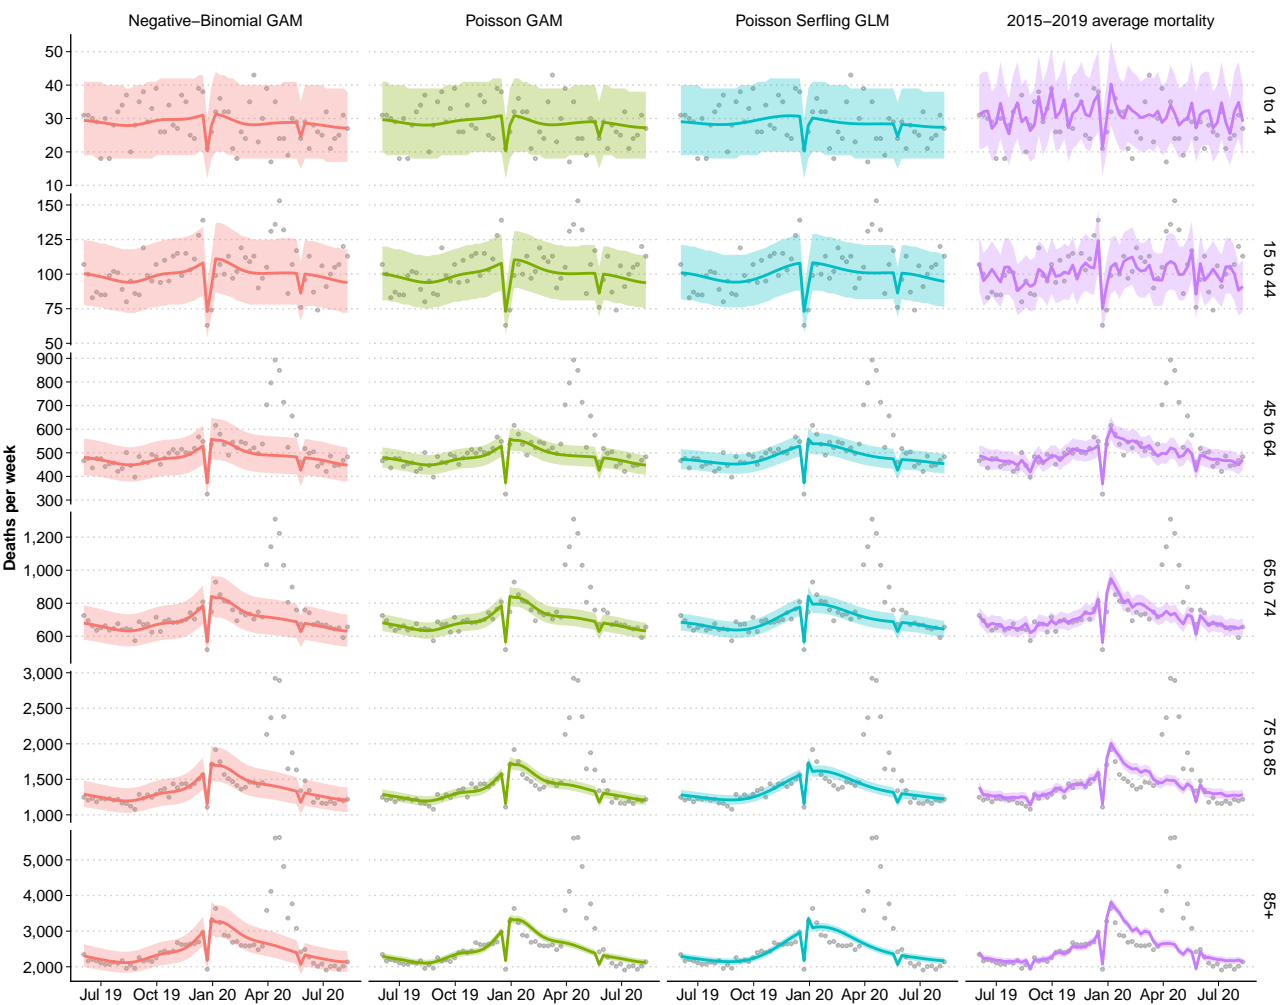 Negative−Binomial GAM
Poisson GAM
Poisson Serfling GLM
2015−2019 average mortality
Deaths per week
50
40
30
20
10
0 to 14
150
125
100
75
50
15 to 44
900
800
700
600
500
400
300
45 to 64
1,200
1,000
800
600
65 to 74
3,000
2,500
2,000
1,500
1,000
75 to 85
5,000
4,000
3,000
2,000
85+
Jul 19 Oct 19 Jan 20 Apr 20 Jul 20
Jul 19 Oct 19 Jan 20 Apr 20 Jul 20
Jul 19 Oct 19 Jan 20 Apr 20 Jul 20
Jul 19 Oct 19 Jan 20 Apr 20 Jul 20